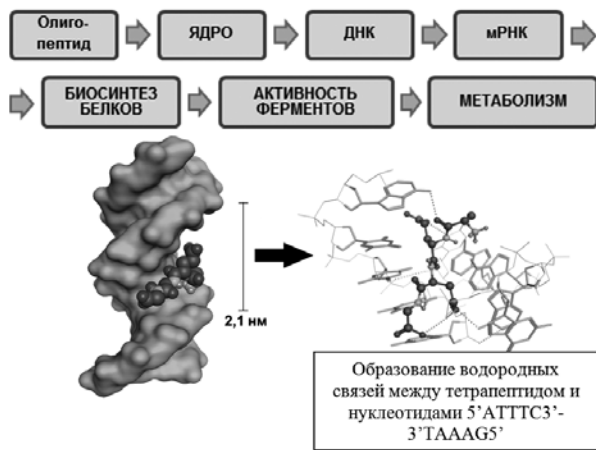 Олиго-
пептид
ЯДРО
ДНК
мРНК
БИОСИНТЕЗ
БЕЛКОВ
АКТИВНОСТЬ
ФЕРМЕНТОВ
МЕТАБОЛИЗМ
2,1 нм
Образование водородных
связей между тетрапептидом и
нуклеотидами 5’ATTTC3’-
3’TAAAG5’